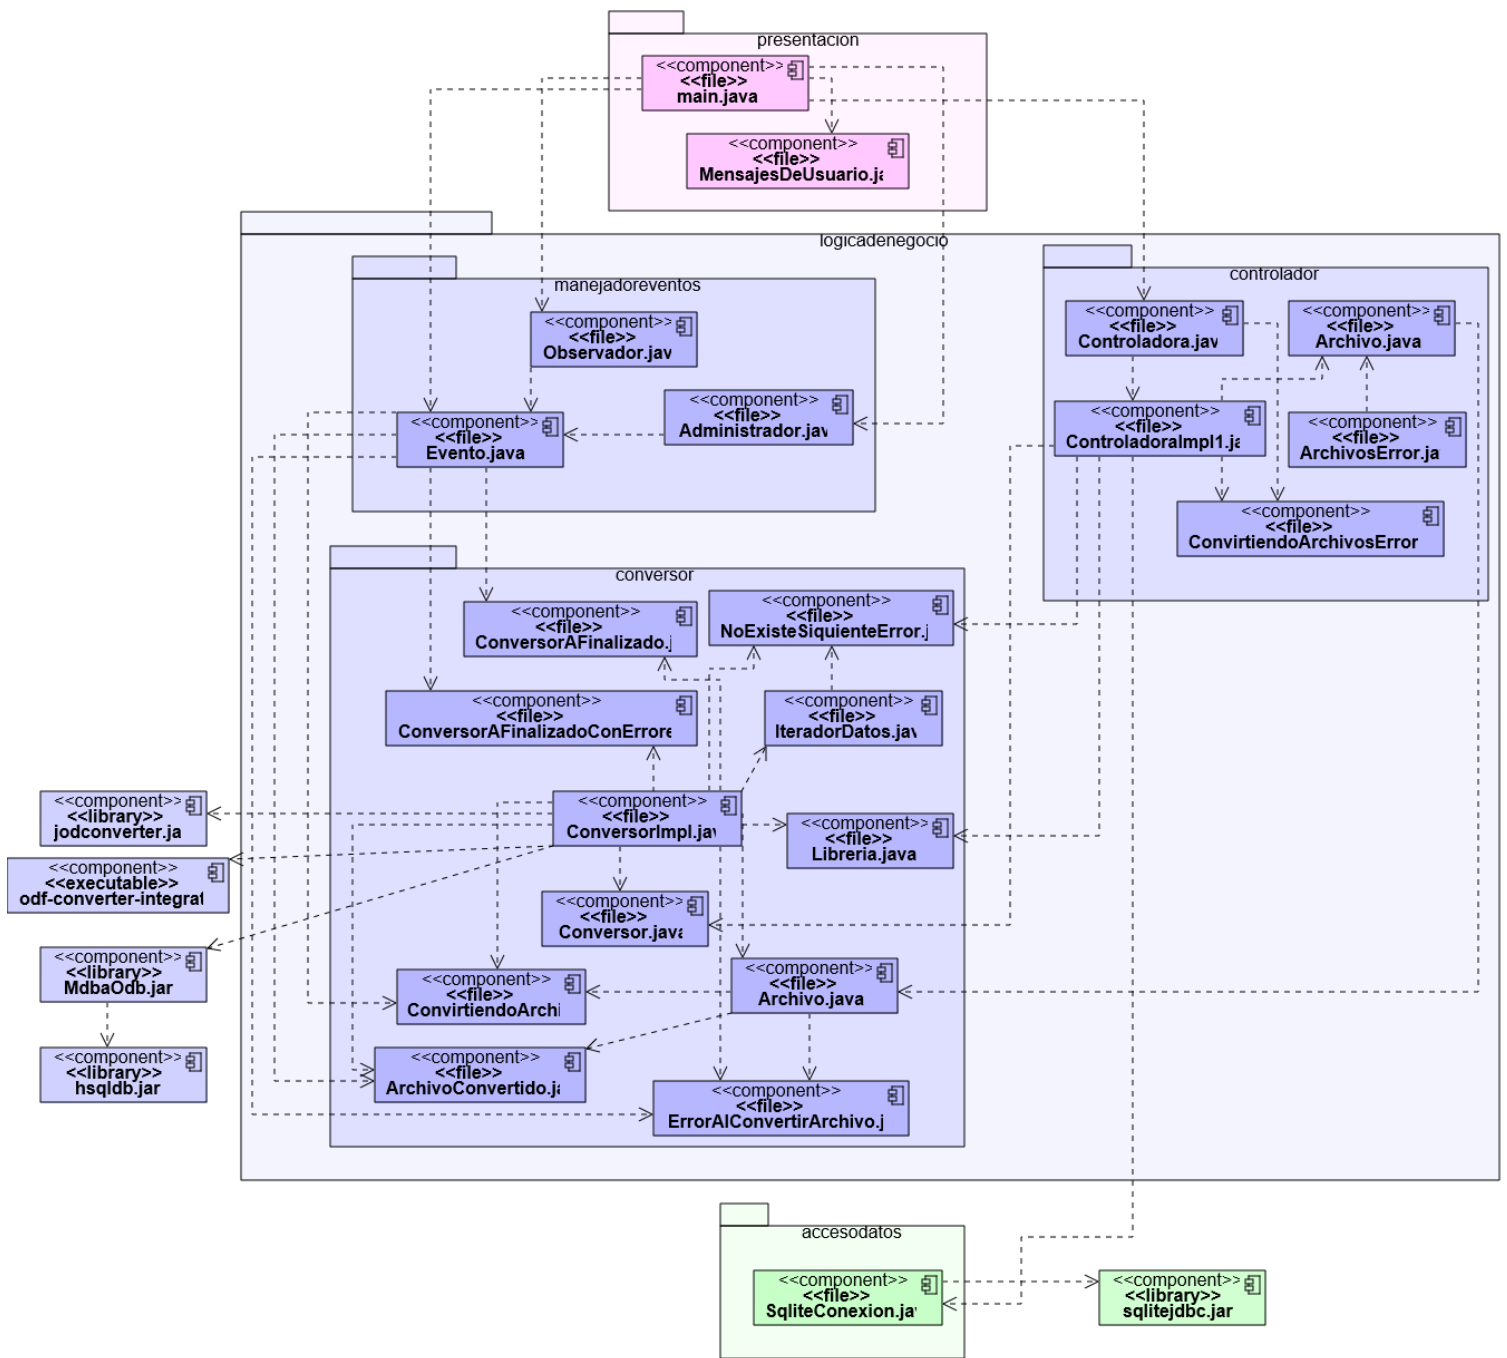 presentacion
<<component>>
<<file>>
main.java
<<component>>
<<file>>
MensajesDeUsuario.ja
logicadenegocio
manejadoreventos
<<component>>
<<file>>
Observador.jav
<<component>>
<<file>>
Administrador.jav
<<component>>
<<file>>
Evento.java
controlador
<<component>>
<<file>>
Controladora.jav
<<component>>
<<file>>
Archivo.java
<<component>>
<<file>>
ControladoraImpl1.ja
<<component>>
<<file>>
ArchivosError.ja
<<component>>
<<file>>
ConvirtiendoArchivosError
conversor
<<component>>
<<file>>
ConversorAFinalizado.j
<<component>>
<<file>>
NoExisteSiquienteError.j
<<component>>
<<file>>
ConversorAFinalizadoConErrore
<<component>>
<<file>>
IteradorDatos.jav
<<component>>
<<file>>
ConversorImpl.jav
<<component>>
<<file>>
Libreria.java
<<component>>
<<file>>
Conversor.java
<<component>>
<<file>>
Archivo.java
<<component>>
<<file>>
ConvirtiendoArchi
<<component>>
<<file>>
ArchivoConvertido.ja
<<component>>
<<file>>
ErrorAlConvertirArchivo.j
<<component>>
<<library>>
jodconverter.ja
<<component>>
<<executable>>
odf-converter-integrat
<<component>>
<<library>>
MdbaOdb.jar
<<component>>
<<library>>
hsqldb.jar
accesodatos
<<component>>
<<file>>
SqliteConexion.jav
<<component>>
<<library>>
sqlitejdbc.jar